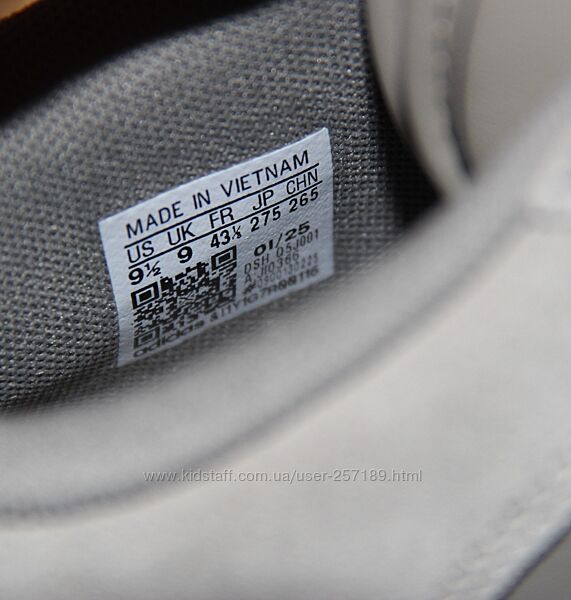 MADE IN VIETNAM
US UK FR JP CHN
9½ 9 43⅓ 275 265
01/25
DSH 05J001
adidas
www.kidstaff.com.ua/user-257189.html